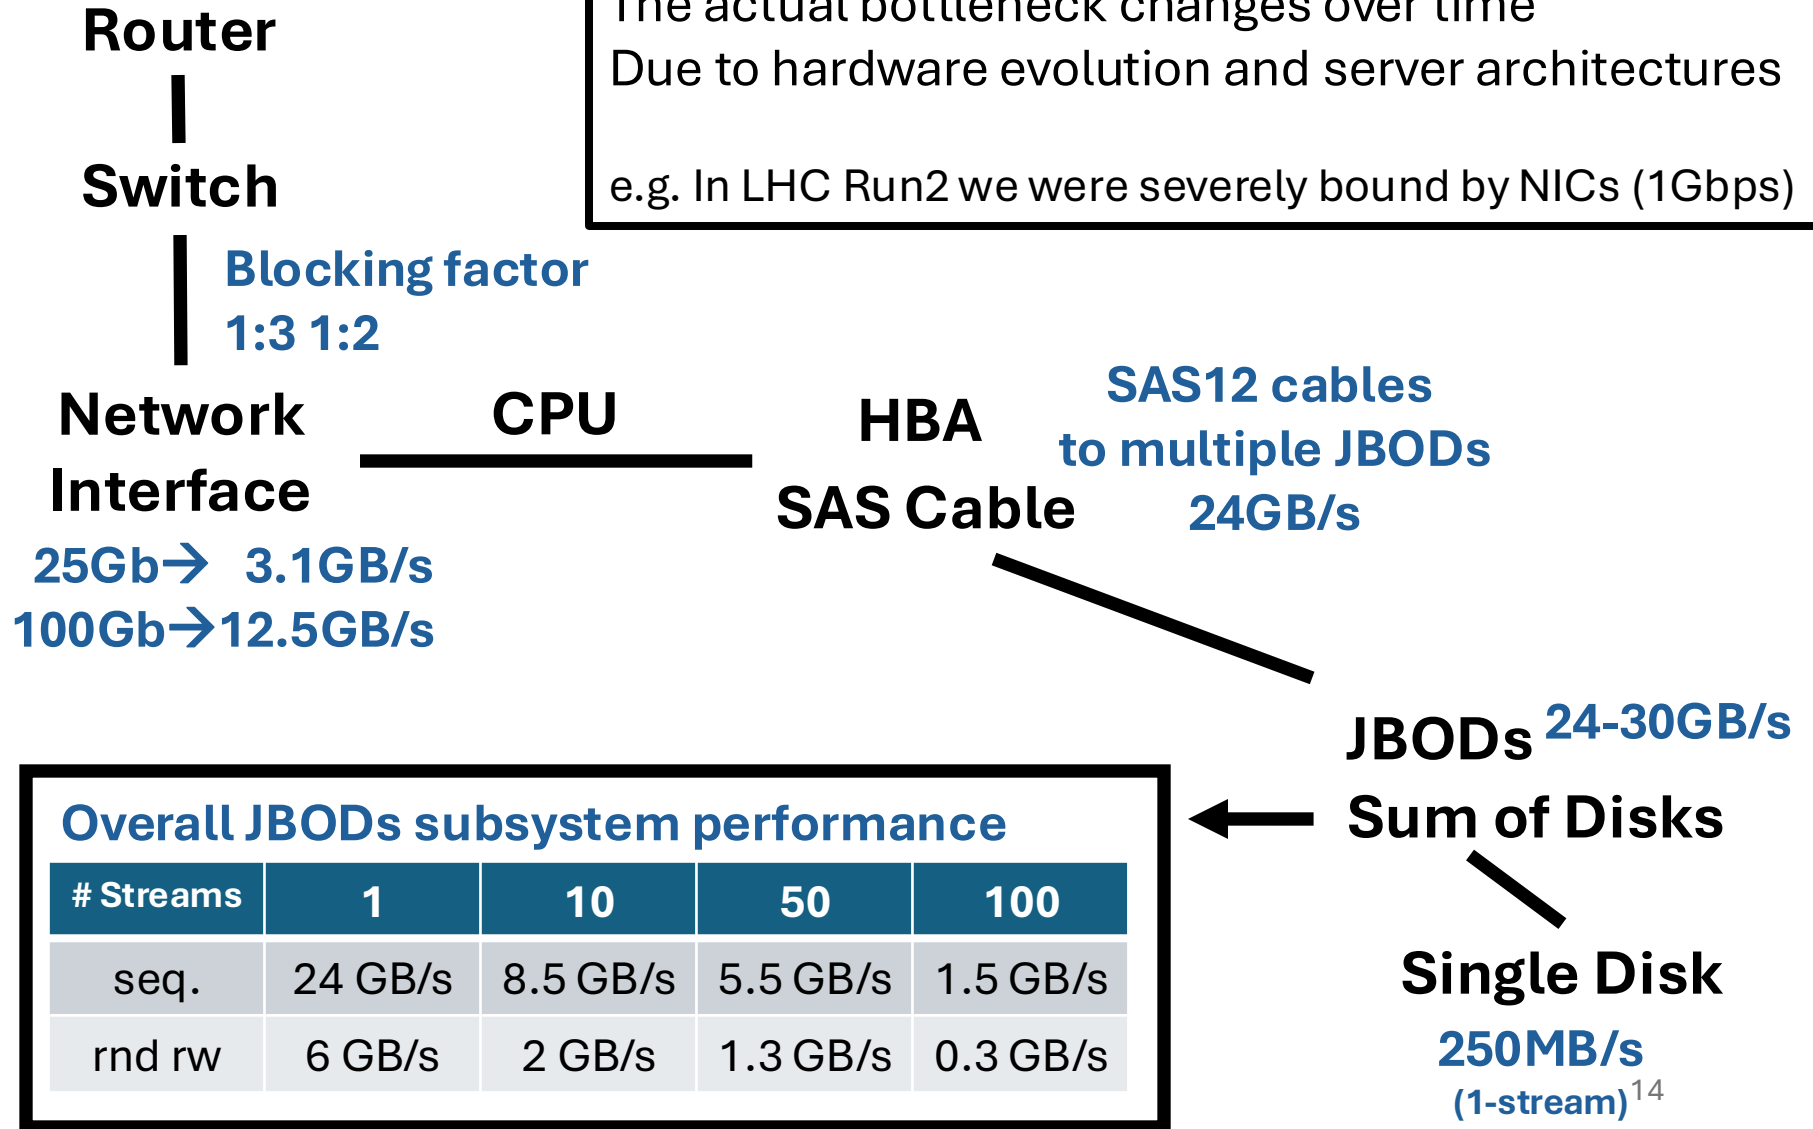 The actual bottleneck changes over time
Due to hardware evolution and server architectures
e.g. In LHC Run2 we were severely bound by NICs (1Gbps)
Router
Switch
Blocking factor
1:3 1:2
Network
Interface
25Gb→ 3.1GB/s
100Gb→12.5GB/s
CPU
HBA
SAS Cable
SAS12 cables
to multiple JBODs
24GB/s
JBODs 24-30GB/s
Sum of Disks
Single Disk
250MB/s
(1-stream)
14
Overall JBODs subsystem performance
# Streams 1 10 50 100
seq. 24 GB/s 8.5 GB/s 5.5 GB/s 1.5 GB/s
rnd rw 6 GB/s 2 GB/s 1.3 GB/s 0.3 GB/s